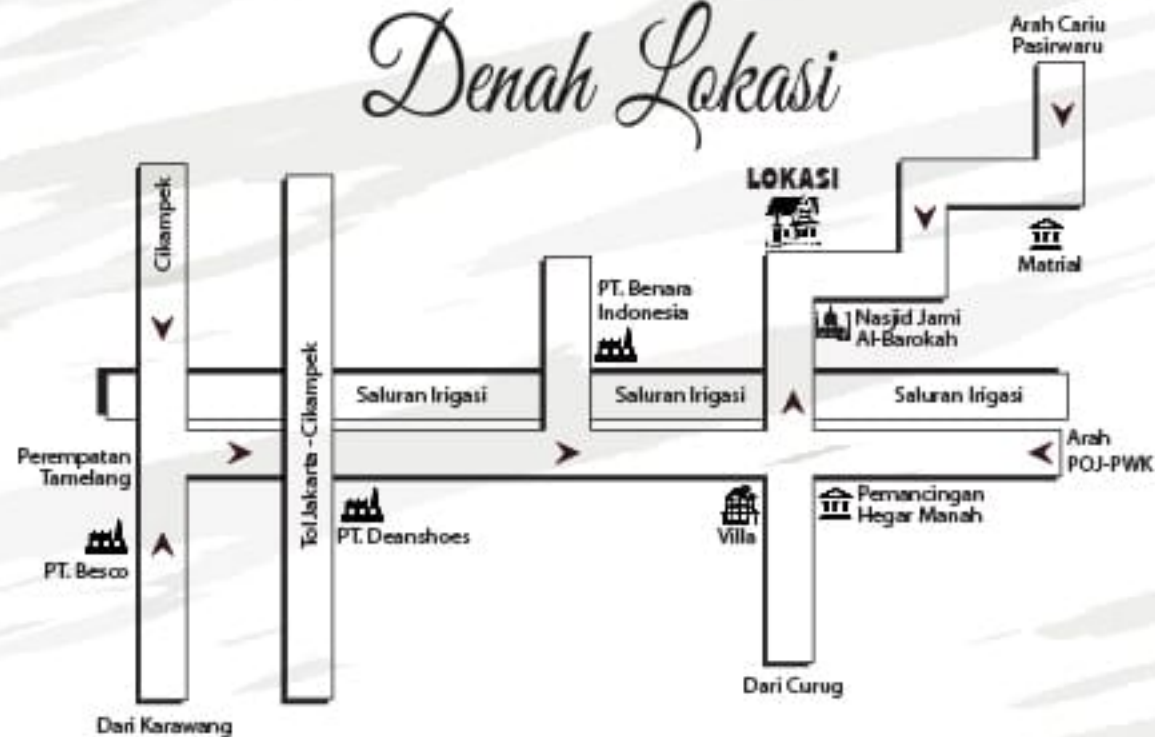 Denah Lokasi
Arah Cariu
Pasirwaru
LOKASI
Cikampek
Matrial
PT. Benara
Indonesia
Nasjid Jami
Al-Barokah
Tol Jakarta - Cikampek
Saluran Irigasi
Saluran Irigasi
Saluran Irigasi
Perempatan
Tamelang
Arah
POJ-PWK
PT. Besco
PT. Deanshoes
Villa
Pemancingan
Hegar Manah
Dari Curug
Dari Karawang